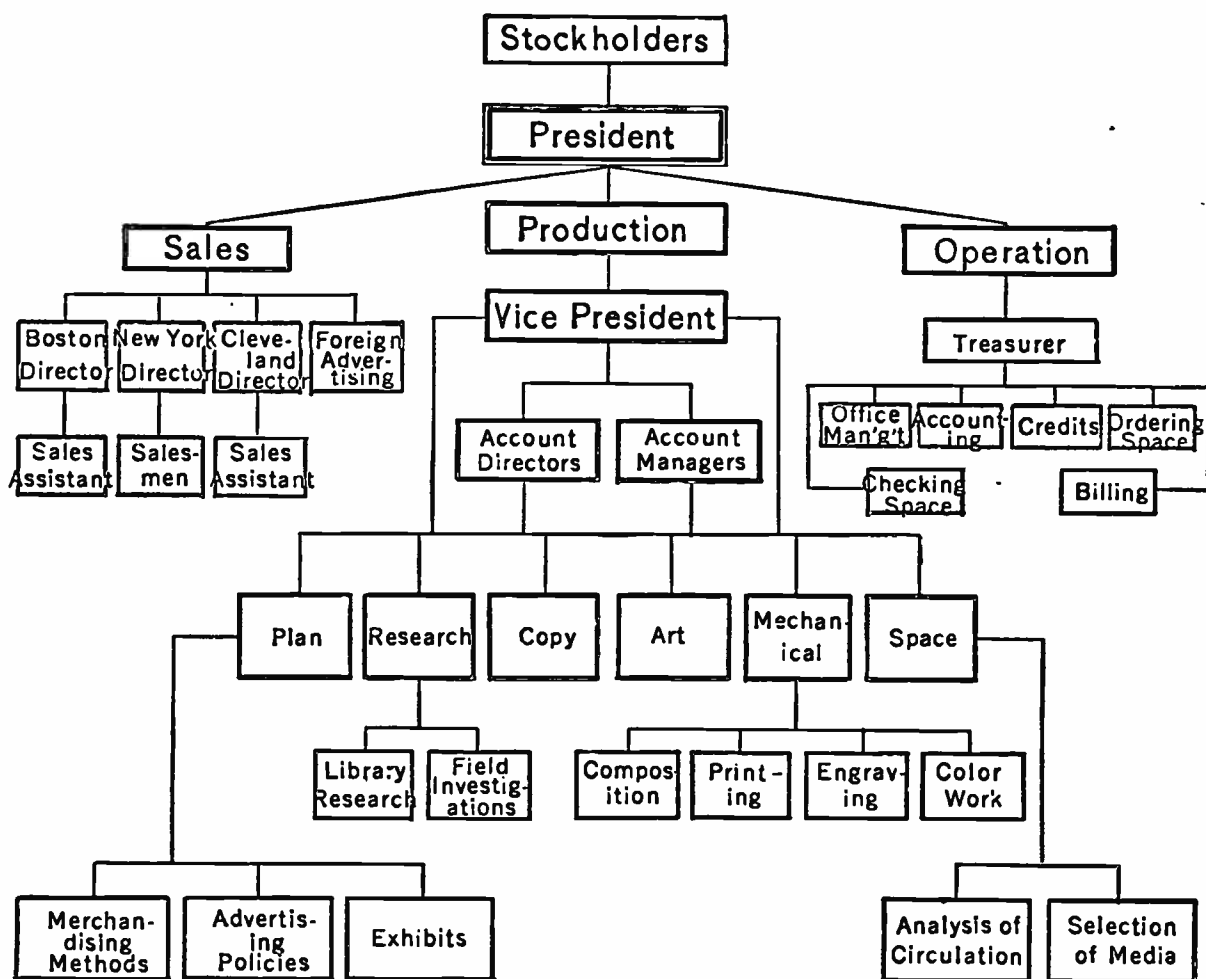 Stockholders
President
Sales
Production
Operation
Boston
Director
New York
Director
Cleve-
land
Director
Foreign
Adver-
tising
Vice President
Treasurer
Sales
Assistant
Sales-
men
Sales
Assistant
Account
Directors
Account
Managers
Office
Man'g't
Account-
ing
Credits
Ordering
Space
Checking
Space
Billing
Plan
Research
Copy
Art
Mechan-
ical
Space
Library
Research
Field
Investig-
ations
Compos-
ition
Print-
ing
Engrav-
ing
Color
Work
Merchan-
dising
Methods
Advertis-
ing
Policies
Exhibits
Analysis of
Circulation
Selection
of Media